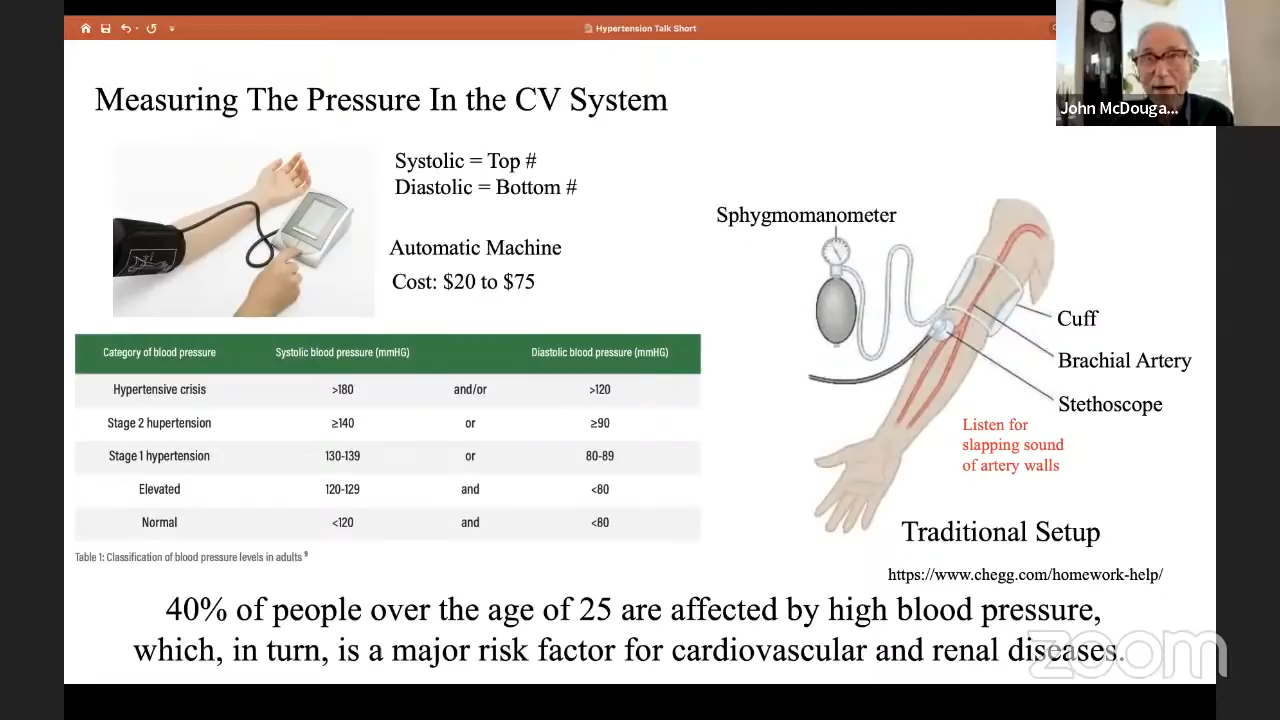 Hypertension Talk Short
John McDouga...
Measuring The Pressure In the CV System
Systolic = Top #
Diastolic = Bottom #
Automatic Machine
Cost: $20 to $75
Sphygmomanometer
Cuff
Brachial Artery
Stethoscope
Listen for
slapping sound
of artery walls
Traditional Setup
https://www.chegg.com/homework-help/
Category of blood pressure Systolic blood pressure (mmHG) Diastolic blood pressure (mmHG)
Hypertensive crisis >180 and/or >120
Stage 2 hupertension ≥140 or ≥90
Stage 1 hypertension 130-139 or 80-89
Elevated 120-129 and <80
Normal <120 and <80
Table 1: Classification of blood pressure levels in adults 9
40% of people over the age of 25 are affected by high blood pressure,
which, in turn, is a major risk factor for cardiovascular and renal diseases.
zoom